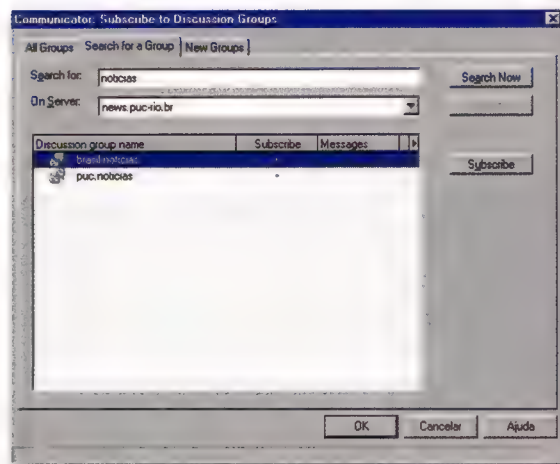 Communicator: Subscribe to Discussion Groups
All Groups Search for a Group New Groups
Search for: noticias Search Now
On Server: news.puc-rio.br
Discussion group name Subscribe Messages
brasil.noticias
puc.noticias
Subscribe
OK Cancelar Ajuda